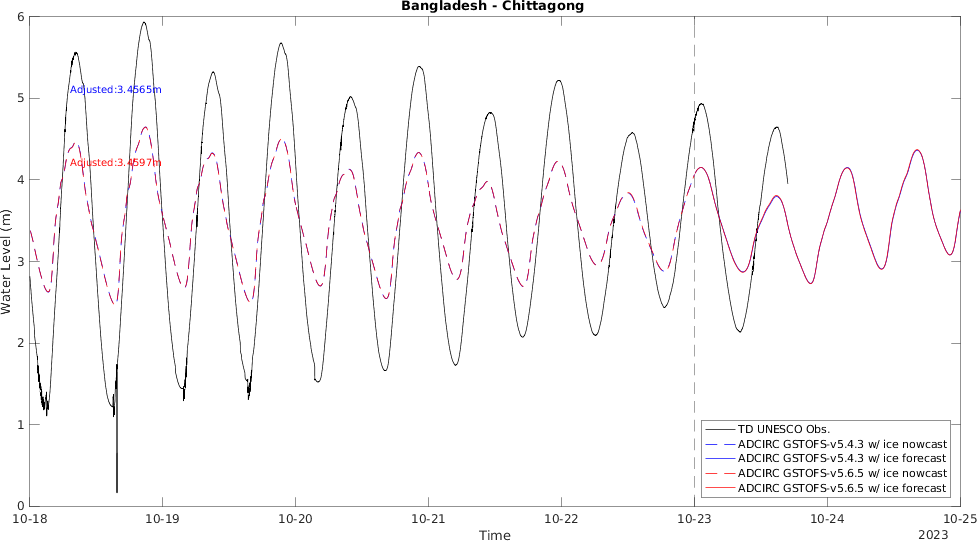 Bangladesh - Chittagong
Water Level (m)
6
5
4
3
2
1
0
Adjusted:3.4565m
Adjusted:3.4597m
TD UNESCO Obs.
ADCIRC GSTOFS-v5.4.3 w/ ice nowcast
ADCIRC GSTOFS-v5.4.3 w/ ice forecast
ADCIRC GSTOFS-v5.6.5 w/ ice nowcast
ADCIRC GSTOFS-v5.6.5 w/ ice forecast
10-18 10-19 10-20 10-21 10-22 10-23 10-24 10-25
Time
2023